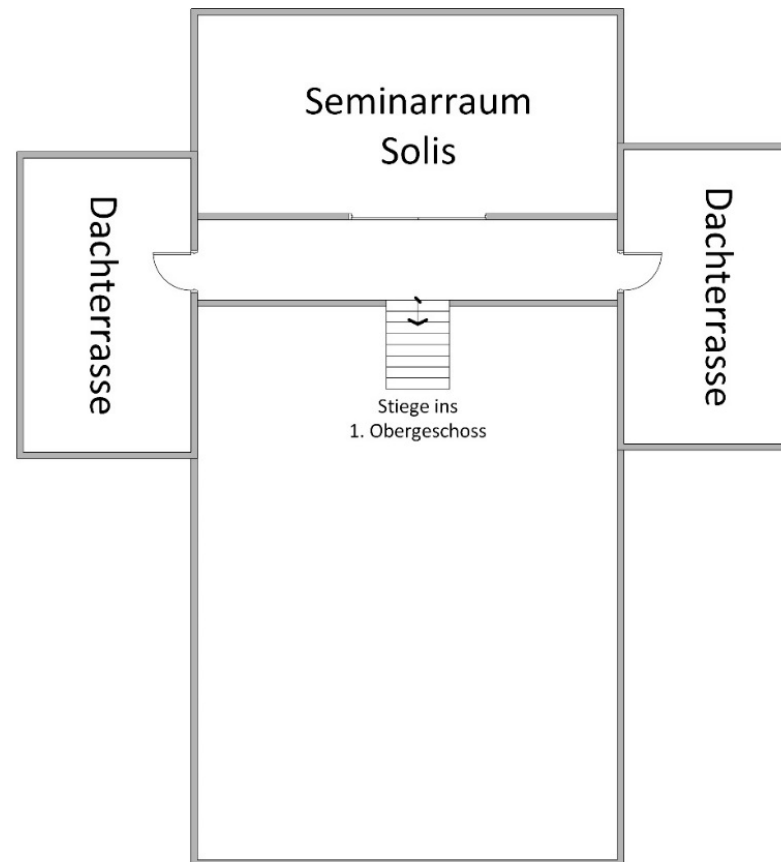 Seminarraum
Solis
Dachterrasse
Dachterrasse
Stiege ins
1. Obergeschoss